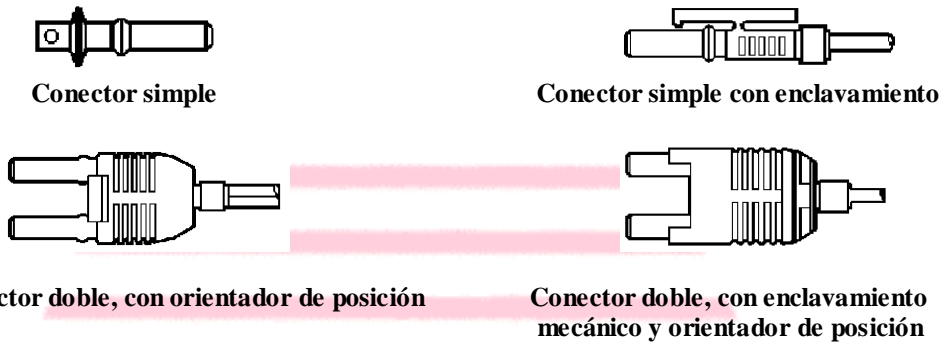 Conector simple
Conector simple con enclavamiento
ctor doble, con orientador de posición
Conector doble, con enclavamiento
mecánico y orientador de posición